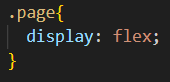 .page{
  display: flex;
}